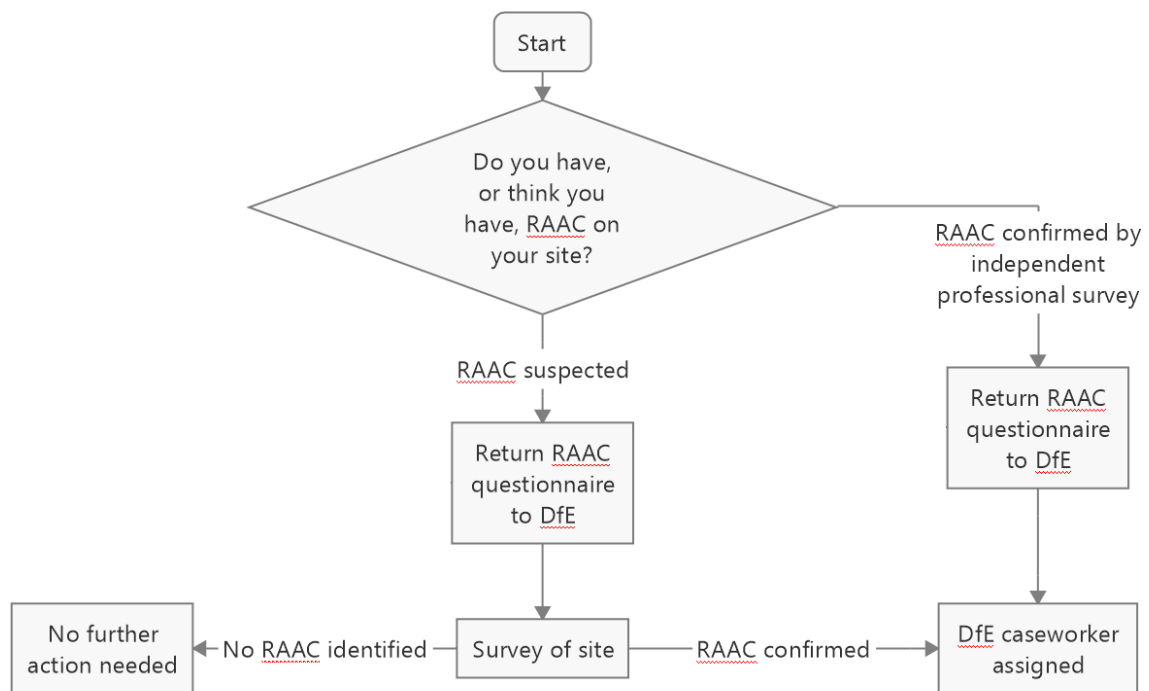 Start
Do you have,
or think you
have, RAAC on
your site?
RAAC confirmed by
independent
professional survey
RAAC suspected
Return RAAC
questionnaire
to DfE
Return RAAC
questionnaire
to DfE
No further
action needed
No RAAC identified
Survey of site
RAAC confirmed
DfE caseworker
assigned